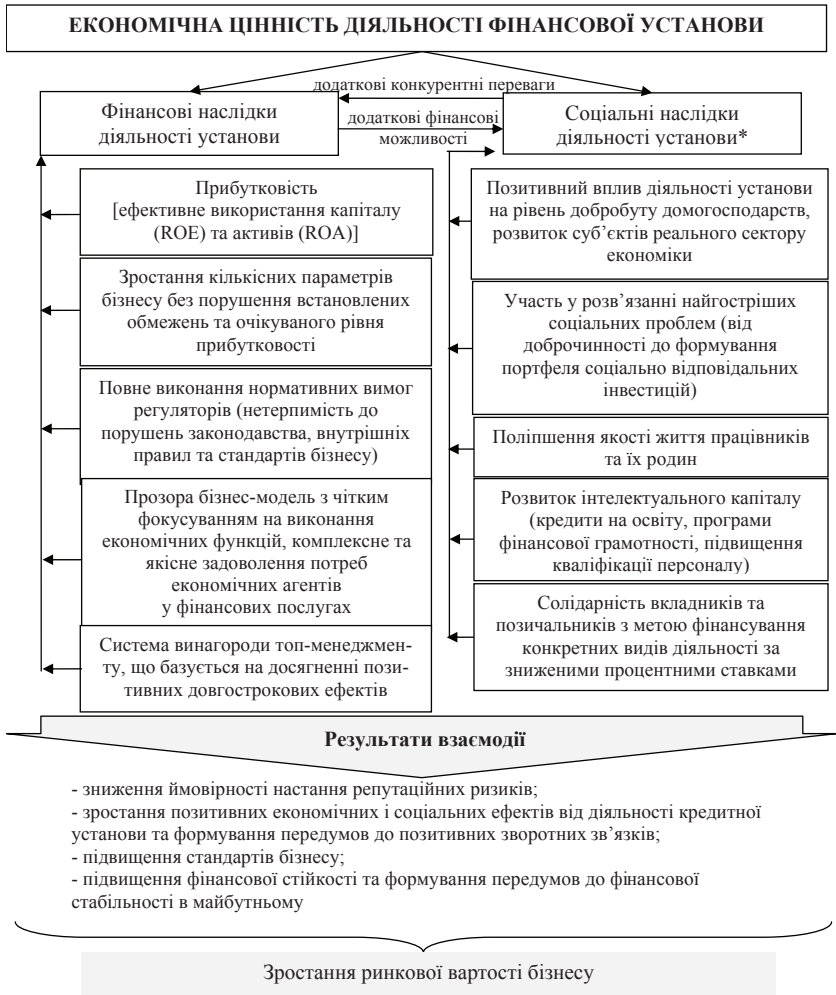 ЕКОНОМІЧНА ЦІННІСТЬ ДІЯЛЬНОСТІ ФІНАНСОВОЇ УСТАНОВИ
додаткові конкурентні переваги
Фінансові наслідки
діяльності установи
додаткові фінансові
можливості
Соціальні наслідки
діяльності установи*
Прибутковість
[ефективне використання капіталу
(ROE) та активів (ROA)]
Зростання кількісних параметрів
бізнесу без порушення встановлених
обмежень та очікуваного рівня
прибутковості
Повне виконання нормативних вимог
регуляторів (нетерпимість до
порушень законодавства, внутрішніх
правил та стандартів бізнесу)
Прозора бізнес-модель з чітким
фокусуванням на виконання
економічних функцій, комплексне та
якісне задоволення потреб
економічних агентів
у фінансових послугах
Система винагороди топ-менеджмен-
ту, що базується на досягненні пози-
тивних довгострокових ефектів
Позитивний вплив діяльності установи
на рівень добробуту домогосподарств,
розвиток суб’єктів реального сектору
економіки
Участь у розв’язанні найгостріших
соціальних проблем (від
доброчинності до формування
портфеля соціально відповідальних
інвестицій)
Поліпшення якості життя працівників
та їх родин
Розвиток інтелектуального капіталу
(кредити на освіту, програми
фінансової грамотності, підвищення
кваліфікації персоналу)
Солідарність вкладників та
позичальників з метою фінансування
конкретних видів діяльності за
зниженими процентними ставками
Результати взаємодії
- зниження ймовірності настання репутаційних ризиків;
- зростання позитивних економічних і соціальних ефектів від діяльності кредитної
установи та формування передумов до позитивних зворотних зв’язків;
- підвищення стандартів бізнесу;
- підвищення фінансової стійкості та формування передумов до фінансової
стабільності в майбутньому
Зростання ринкової вартості бізнесу